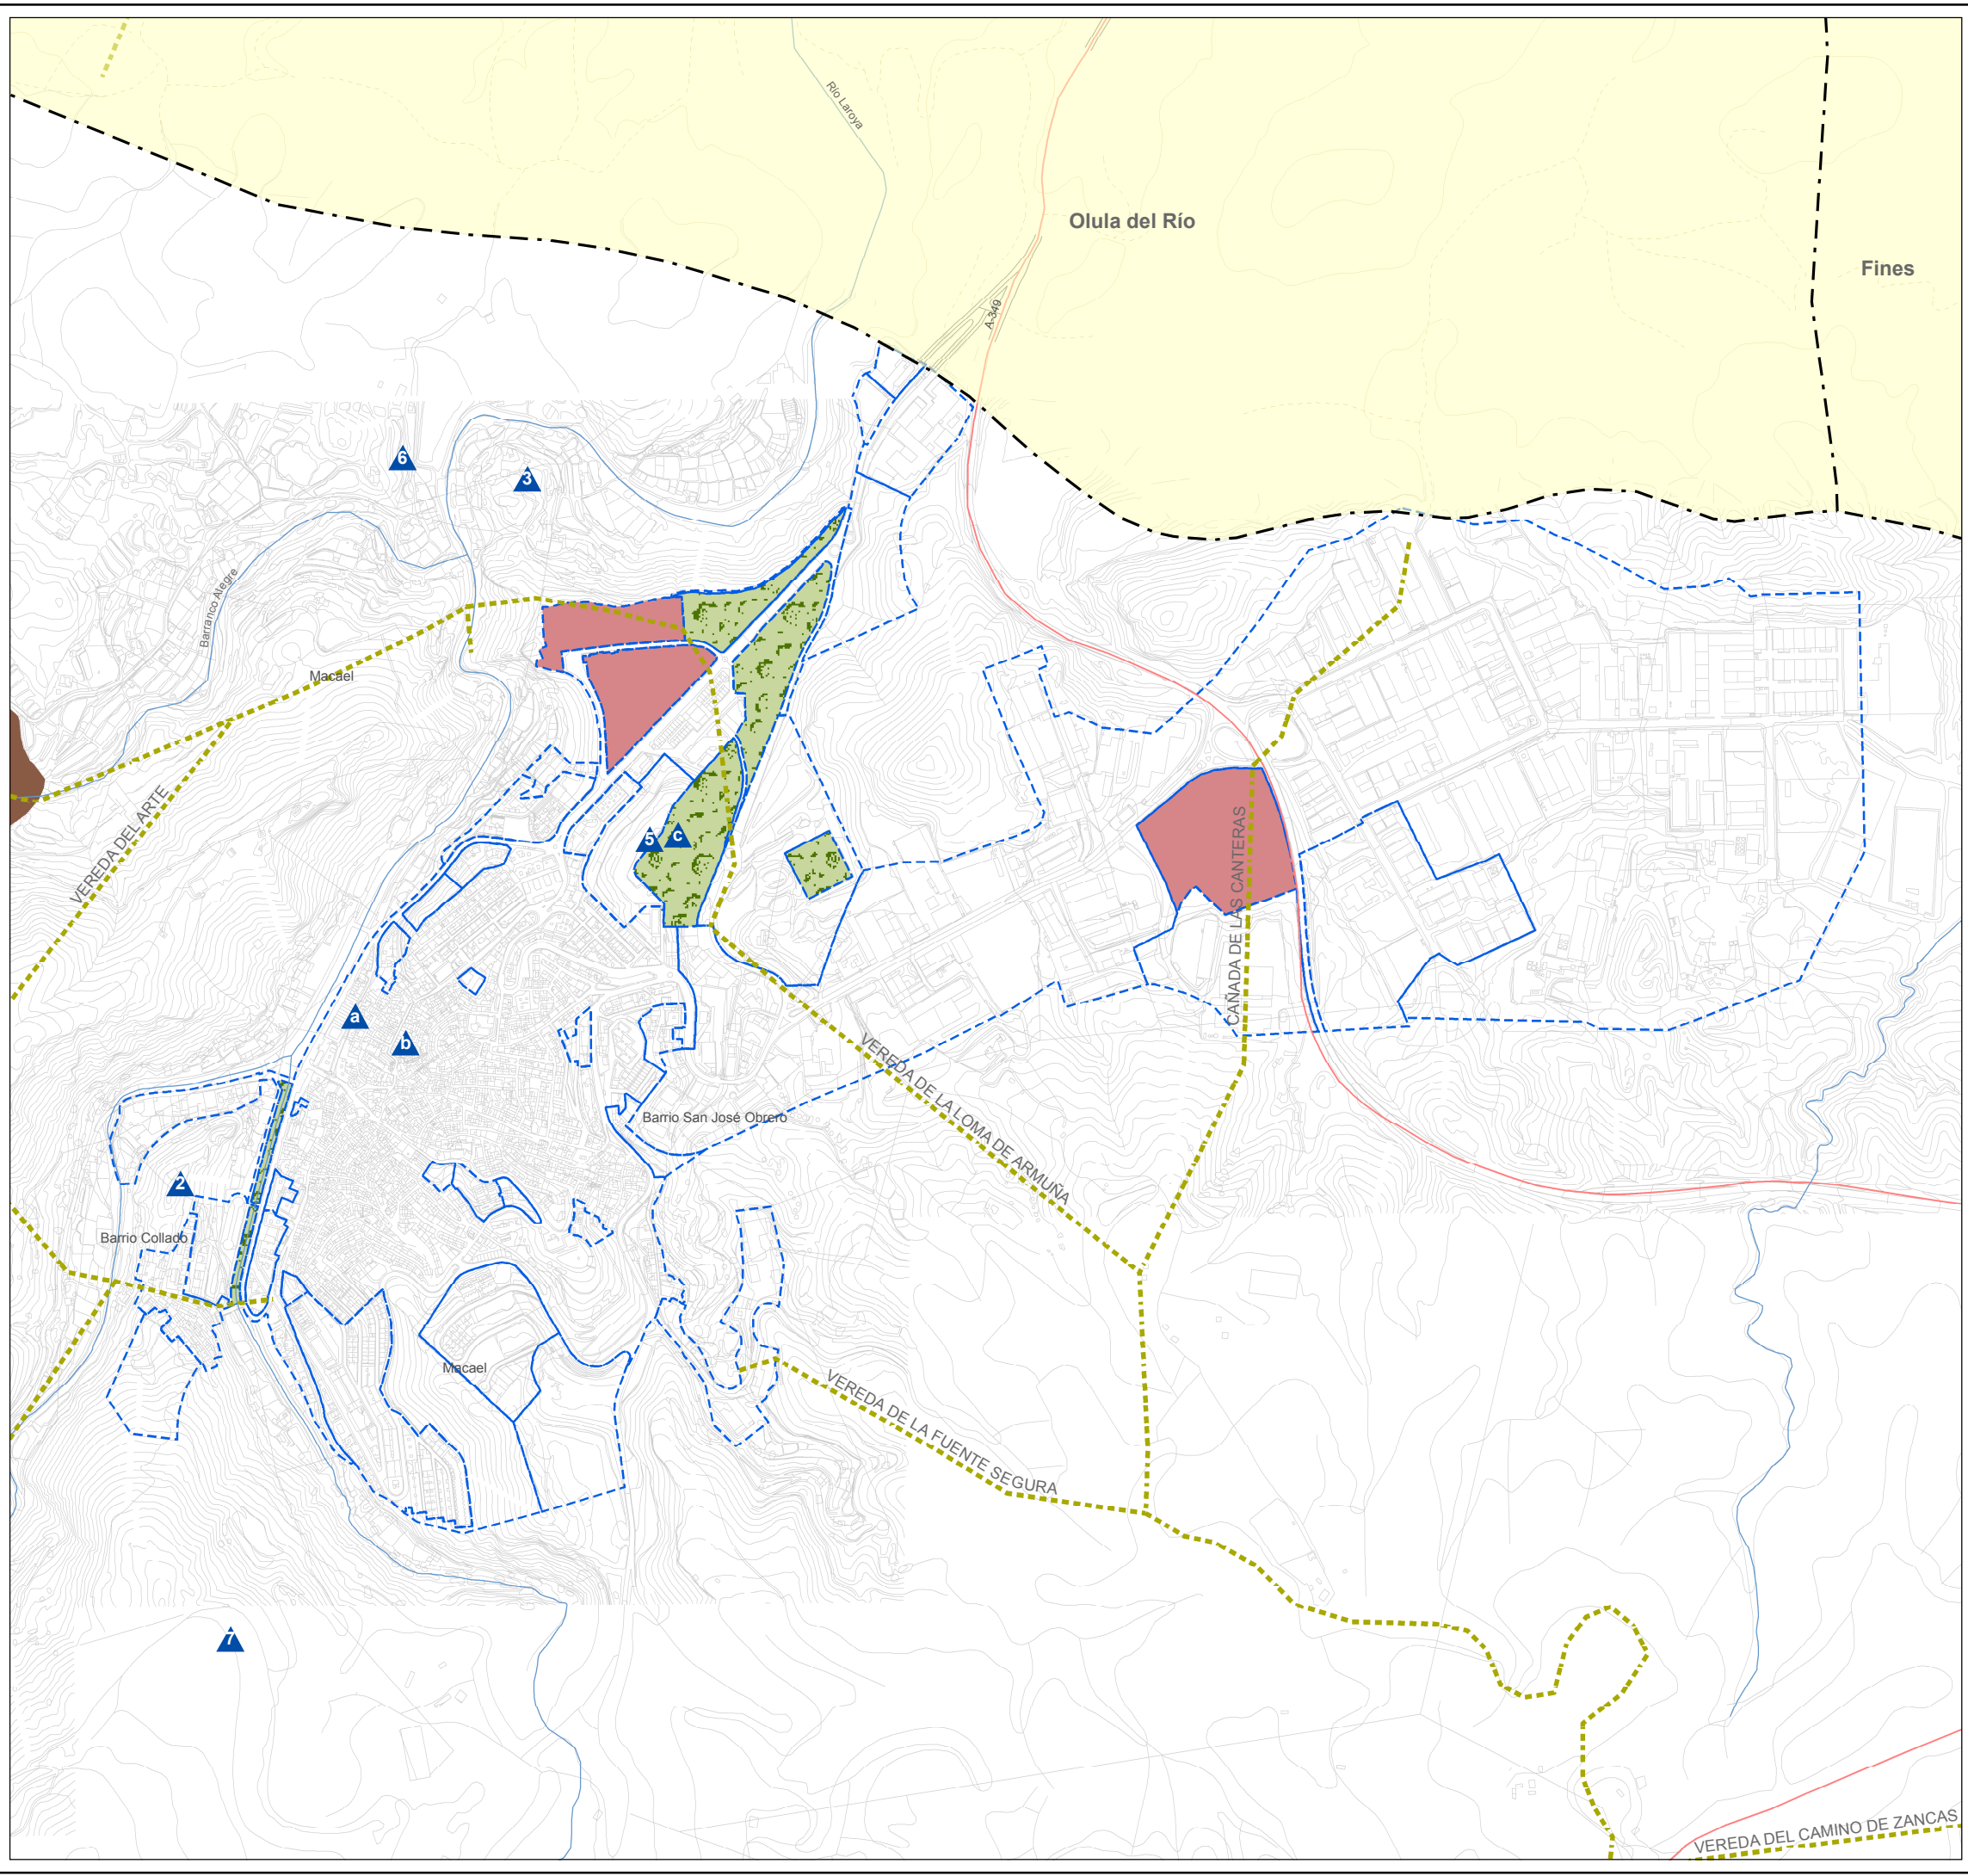 Río Laroya
Olula del Río
Fines
A-349
6
3
Barranco Alegre
Macael
VEREDA DEL ARTE
5
c
CAÑADA DE LAS CANTERAS
a
b
VEREDA DE LA LOMA DE ARMUÑA
Barrio San José Obrero
2
Barrio Collado
Macael
VEREDA DE LA FUENTE SEGURA
7
VEREDA DEL CAMINO DE ZANCAS